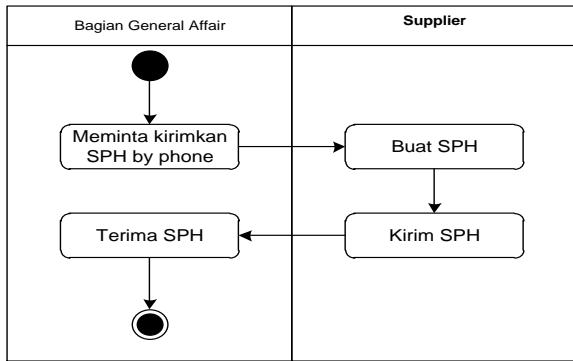 Bagian General Affair
Supplier
Meminta kirimkan
SPH by phone
Buat SPH
Terima SPH
Kirim SPH